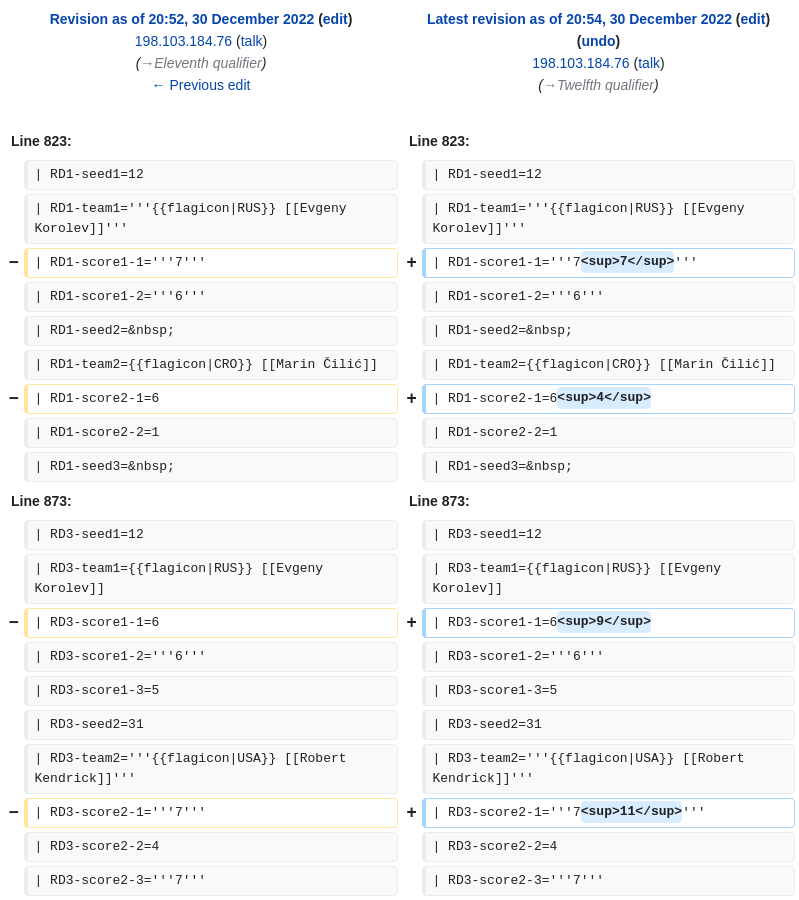 Revision as of 20:52, 30 December 2022 (edit)
198.103.184.76 (talk)
(→Eleventh qualifier)
← Previous edit
Latest revision as of 20:54, 30 December 2022 (edit)
(undo)
198.103.184.76 (talk)
(→Twelfth qualifier)
Line 823:
Line 823:
| RD1-seed1=12
| RD1-seed1=12
| RD1-team1='''{{flagicon|RUS}} [[Evgeny
Korolev]]'''
| RD1-team1='''{{flagicon|RUS}} [[Evgeny
Korolev]]'''
− | RD1-score1-1='''7'''
+ | RD1-score1-1='''7<sup>7</sup>'''
| RD1-score1-2='''6'''
| RD1-score1-2='''6'''
| RD1-seed2=&nbsp;
| RD1-seed2=&nbsp;
| RD1-team2={{flagicon|CRO}} [[Marin Čilić]]
| RD1-team2={{flagicon|CRO}} [[Marin Čilić]]
− | RD1-score2-1=6
+ | RD1-score2-1=6<sup>4</sup>
| RD1-score2-2=1
| RD1-score2-2=1
| RD1-seed3=&nbsp;
| RD1-seed3=&nbsp;
Line 873:
Line 873:
| RD3-seed1=12
| RD3-seed1=12
| RD3-team1={{flagicon|RUS}} [[Evgeny
Korolev]]
| RD3-team1={{flagicon|RUS}} [[Evgeny
Korolev]]
− | RD3-score1-1=6
+ | RD3-score1-1=6<sup>9</sup>
| RD3-score1-2='''6'''
| RD3-score1-2='''6'''
| RD3-score1-3=5
| RD3-score1-3=5
| RD3-seed2=31
| RD3-seed2=31
| RD3-team2='''{{flagicon|USA}} [[Robert
Kendrick]]'''
| RD3-team2='''{{flagicon|USA}} [[Robert
Kendrick]]'''
− | RD3-score2-1='''7'''
+ | RD3-score2-1='''7<sup>11</sup>'''
| RD3-score2-2=4
| RD3-score2-2=4
| RD3-score2-3='''7'''
| RD3-score2-3='''7'''